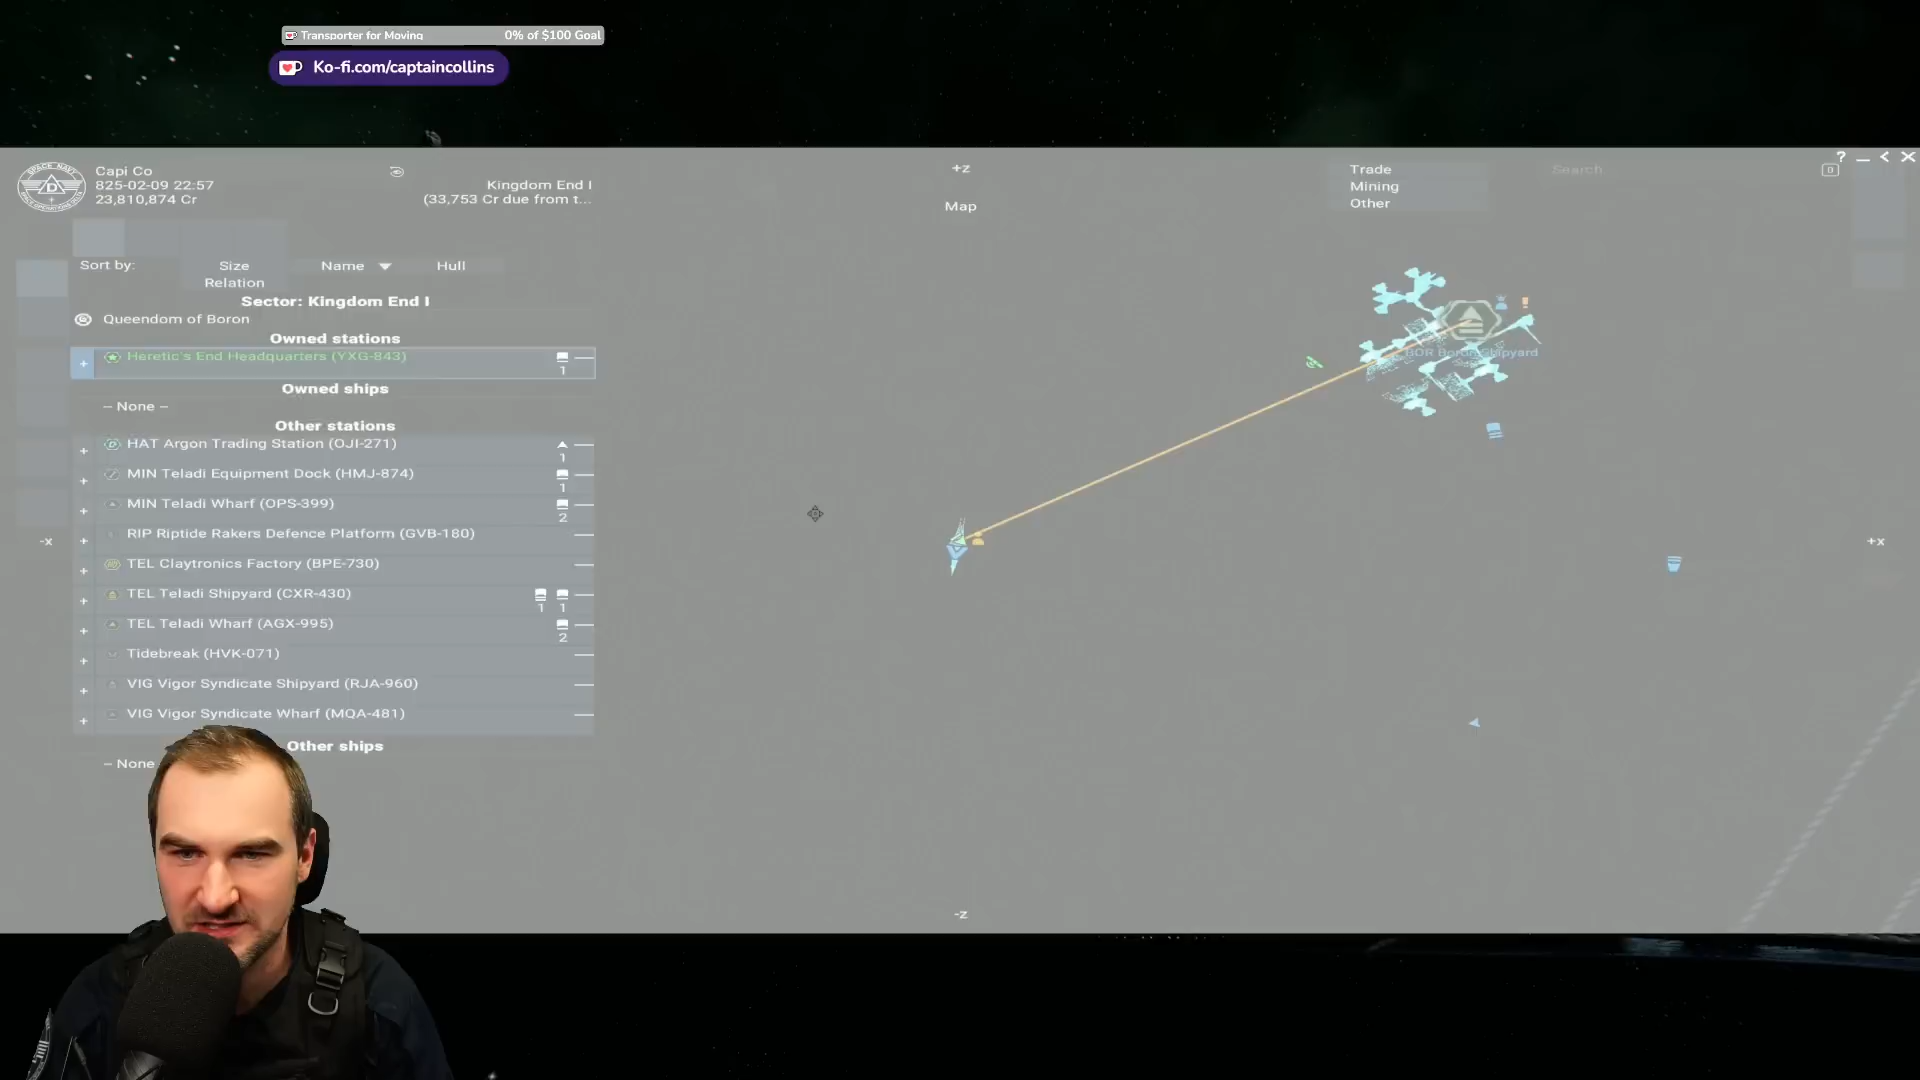 Transporter for Moving 0% of $100 Goal
Ko-fi.com/captaincollins
Capi Co
825-02-09 22:57
23,810,874 Cr
Kingdom End I
(33,753 Cr due from t...
+z
Map
Trade
Mining
Other
Search
? _ < X
Sort by: Size Name Hull
Relation
Sector: Kingdom End I
Queendom of Boron
Owned stations
+ Heretic's End Headquarters (YXG-843)
1
Owned ships
-- None --
Other stations
+ HAT Argon Trading Station (OJI-271)
1
+ MIN Teladi Equipment Dock (HMJ-874)
1
+ MIN Teladi Wharf (OPS-399)
2
+ RIP Riptide Rakers Defence Platform (GVB-180)
+ TEL Claytronics Factory (BPE-730)
+ TEL Teladi Shipyard (CXR-430)
1 1
+ TEL Teladi Wharf (AGX-995)
2
+ Tidebreak (HVK-071)
+ VIG Vigor Syndicate Shipyard (RJA-960)
+ VIG Vigor Syndicate Wharf (MQA-481)
Other ships
-- None
BOR Boron Shipyard
-x
+x
-z